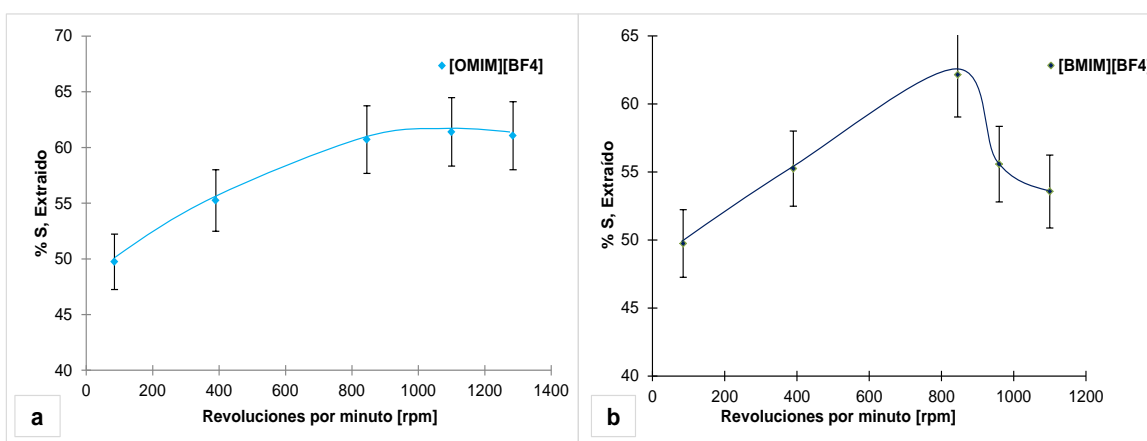 70
65
60
55
50
45
40
% S, Extraído
[OMIM][BF4]
0 200 400 600 800 1000 1200 1400
Revoluciones por minuto [rpm]
a
65
60
55
50
45
40
% S, Extraído
[BMIM][BF4
0 200 400 600 800 1000 1200
Revoluciones por minuto [rpm]
b